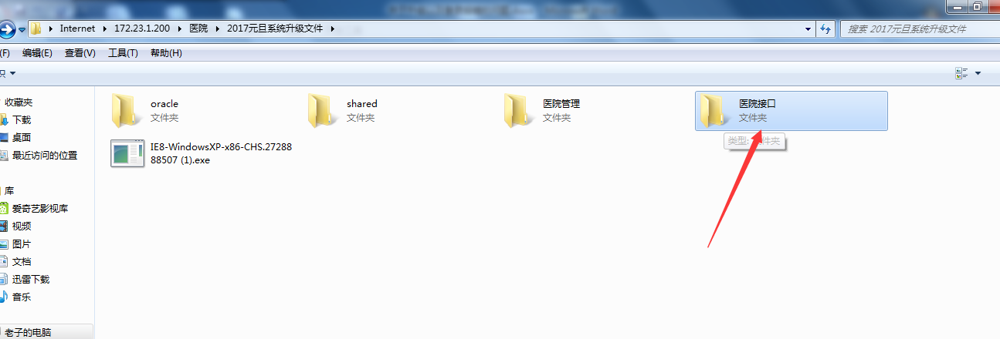 Internet 172.23.1.200 医院 2017元旦系统升级文件
搜索 2017元旦系统升级文件
(F) 编辑(E) 查看(V) 工具(T) 帮助(H)
收藏夹
下载
桌面
最近访问的位置
库
爱奇艺影视库
视频
图片
文档
迅雷下载
音乐
老子的电脑
oracle
文件夹
shared
文件夹
医院管理
文件夹
医院接口
文件夹
类型: 文件夹
IE8-WindowsXP-x86-CHS.27288
88507 (1).exe